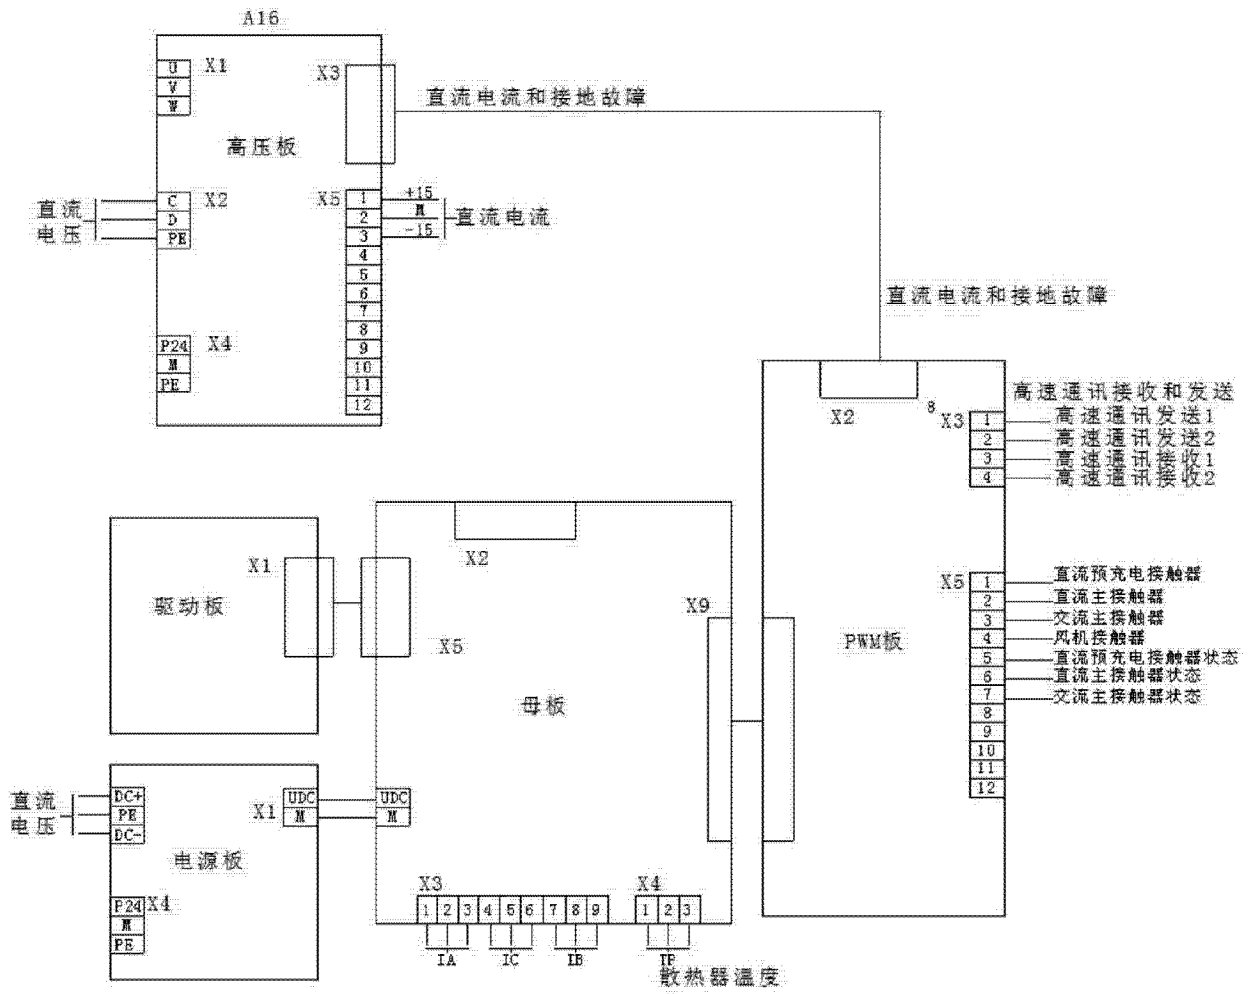 A16
U
V
W
X1
X3
高压板
直流电流和接地故障
直流
电压
C
D
PE
X2
X5
1
2
3
4
5
6
7
8
9
10
11
12
+15
M
-15
直流电流
P24
M
PE
X4
直流电流和接地故障
X2
8
X3
高速通讯接收和发送
1
高速通讯发送1
2
高速通讯发送2
3
高速通讯接收1
4
高速通讯接收2
X5
1
直流预充电接触器
2
直流主接触器
3
交流主接触器
4
风机接触器
5
直流预充电接触器状态
6
直流主接触器状态
7
交流主接触器状态
8
9
10
11
12
PWM板
X1
驱动板
X2
X5
X9
母板
直流
电压
DC+
PE
DC-
X1
UDC
M
UDC
M
电源板
P24
M
PE
X4
X3
1 2 3 4 5 6 7 8 9
IA
IC
IB
X4
1 2 3
TP
散热器温度